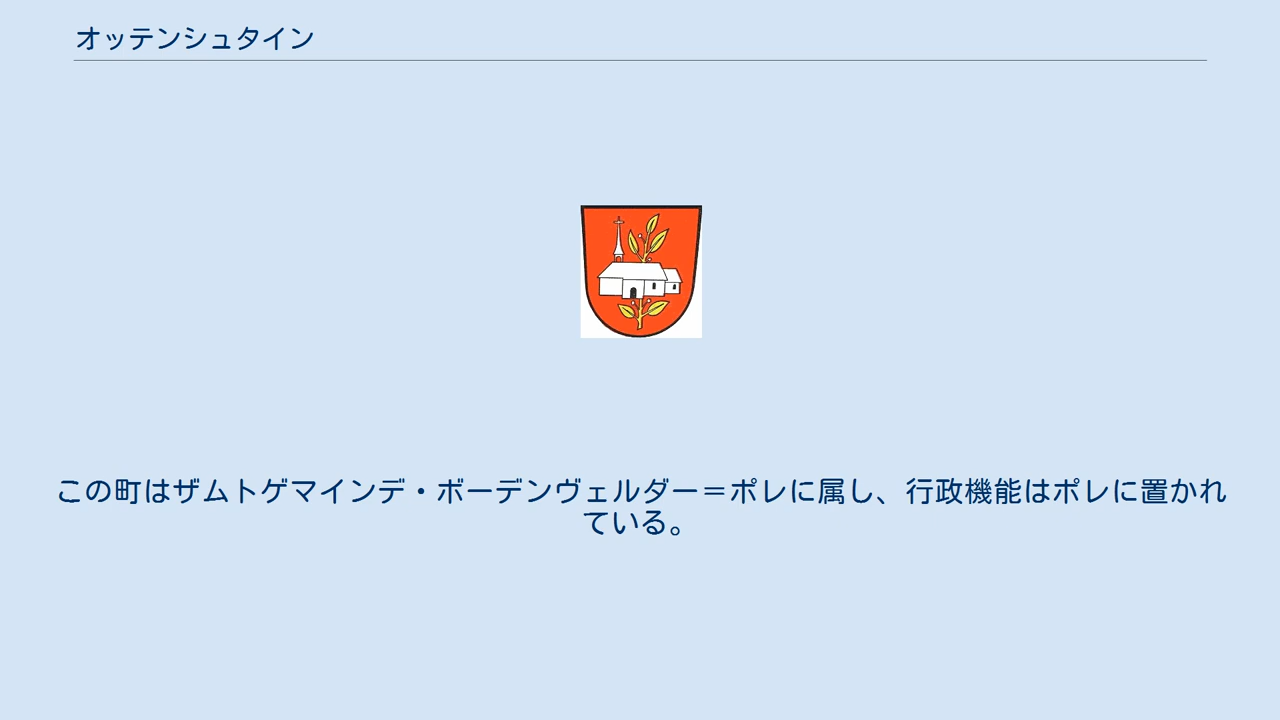 オッテンシュタイン
この町はザムトゲマインデ・ボーデンヴェルダー＝ポレに属し、行政機能はポレに置かれ
ている。